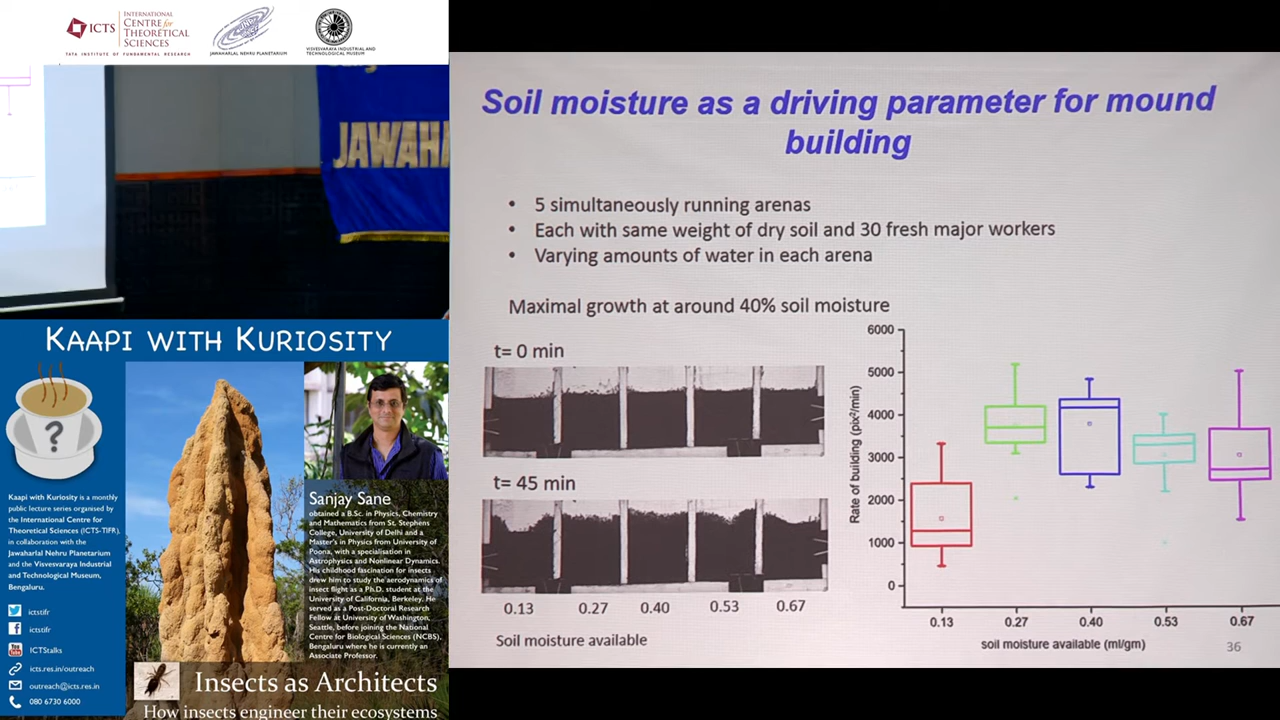 ICTS
INTERNATIONAL
CENTRE for
THEORETICAL
SCIENCES
TATA INSTITUTE OF FUNDAMENTAL RESEARCH
JAWAHARLAL NEHRU PLANETARIUM
VISVESVARAYA INDUSTRIAL AND
TECHNOLOGICAL MUSEUM
JAWAHA
KAAPI WITH KURIOSITY
?
Kaapi with Kuriosity is a monthly
public lecture series organised by
the International Centre for
Theoretical Sciences (ICTS-TIFR),
in collaboration with the
Jawaharlal Nehru Planetarium
and the Visvesvaraya Industrial
and Technological Museum,
Bengaluru.
ictstifr
ictstifr
ICTStalks
icts.res.in/outreach
outreach@icts.res.in
080 6730 6000
Sanjay Sane
obtained a B.Sc. in Physics, Chemistry
and Mathematics from St. Stephens
College, University of Delhi and a
Master's in Physics from University of
Poona, with a specialisation in
Astrophysics and Nonlinear Dynamics.
His childhood fascination for insects
drew him to study the aerodynamics of
insect flight as a Ph.D. student at the
University of California, Berkeley. He
served as a Post-Doctoral Research
Fellow at University of Washington,
Seattle, before joining the National
Centre for Biological Sciences (NCBS),
Bengaluru where he is currently an
Associate Professor.
Insects as Architects
How insects engineer their ecosystems
Soil moisture as a driving parameter for mound
building
• 5 simultaneously running arenas
• Each with same weight of dry soil and 30 fresh major workers
• Varying amounts of water in each arena
Maximal growth at around 40% soil moisture
t= 0 min
t= 45 min
0.13 0.27 0.40 0.53 0.67
Soil moisture available
Rate of building (pix²/min)
6000
5000
4000
3000
2000
1000
0
0.13 0.27 0.40 0.53 0.67
soil moisture available (ml/gm)
36